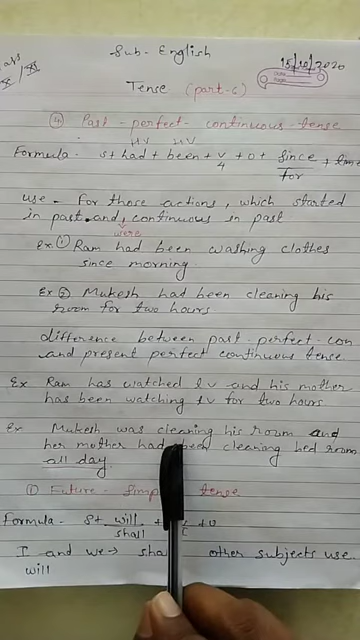 Sub- English
15/10/2020
Tense (part-6)
Past-perfect-continuous-tense
HV HV
Formula- S+ had + been + V4 + O + since/for + time
use- For those actions, which started
in past and, continuous in past
were
Ex ① Ram had been washing clothes
since morning.
Ex ② Mukesh had been cleaning his
room for two hours.
difference between past-perfect-con
and present perfect continuous tense.
Ex Ram has watched tv and his mother
has been watching tv for two hours
Ex Mukesh was cleaning his room and
her mother had been cleaning hed room
all day.
① Future- Simple tense
Formula- S+ will/shall +
I and we → sha other subjects use
will